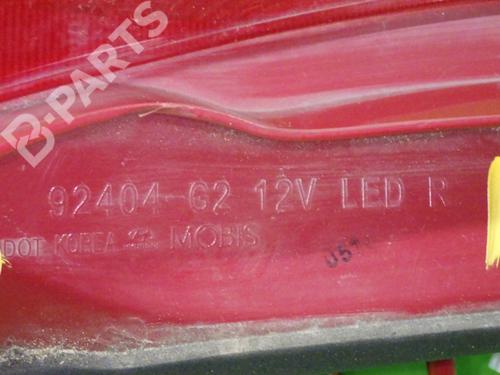 B-PARTS
92404-G2 12V LED R
DOT KOREA MOBIS